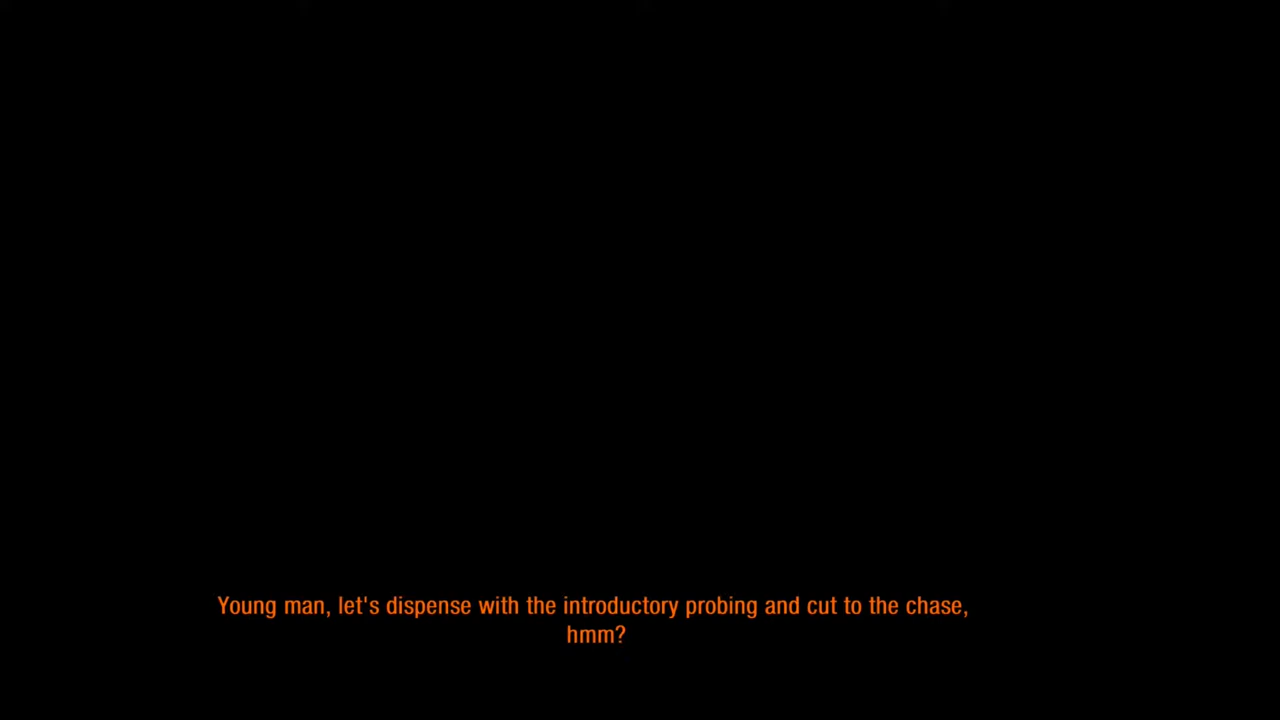 Young man, let's dispense with the introductory probing and cut to the chase,
hmm?